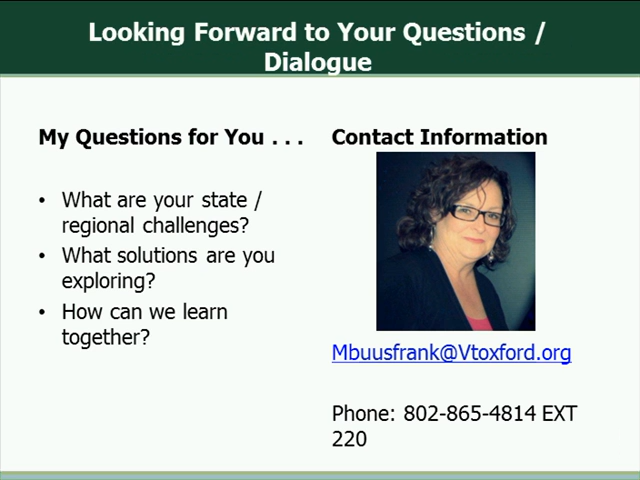 Looking Forward to Your Questions /
Dialogue
My Questions for You . . .
• What are your state /
regional challenges?
• What solutions are you
exploring?
• How can we learn
together?
Contact Information
Mbuusfrank@Vtoxford.org
Phone: 802-865-4814 EXT
220